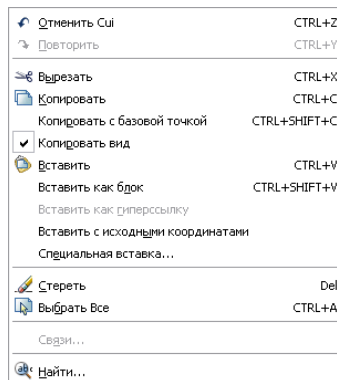 Отменить Cui CTRL+Z
Повторить CTRL+Y
Вырезать CTRL+X
Копировать CTRL+C
Копировать с базовой точкой CTRL+SHIFT+C
Копировать вид
Вставить CTRL+V
Вставить как блок CTRL+SHIFT+V
Вставить как гиперссылку
Вставить с исходными координатами
Специальная вставка...
Стереть Del
Выбрать Все CTRL+A
Связи...
Найти...